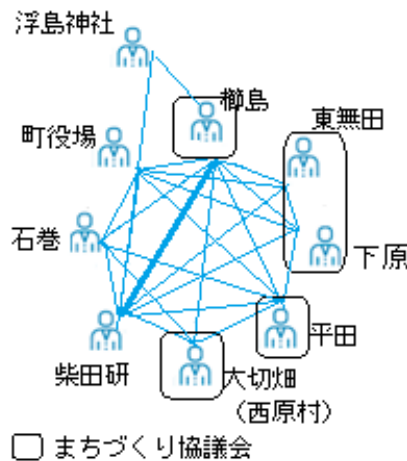 浮島神社
櫛島
東無田
町役場
石巻
下原
平田
柴田研
大切畑
（西原村）
まちづくり協議会